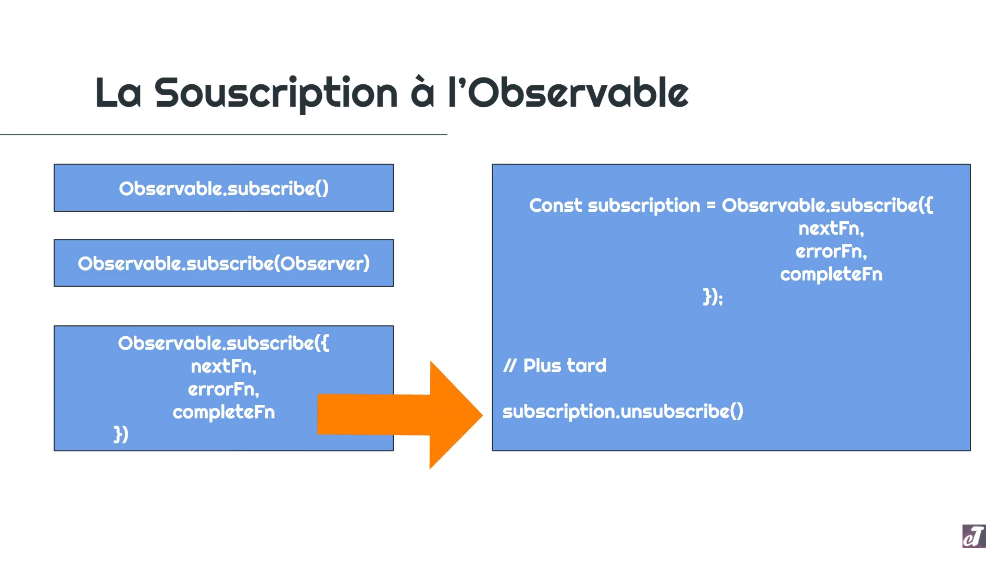 La Souscription à l’Observable
Observable.subscribe()
Observable.subscribe(Observer)
Observable.subscribe({
nextFn,
errorFn,
completeFn
})
Const subscription = Observable.subscribe({
nextFn,
errorFn,
completeFn
});
// Plus tard
subscription.unsubscribe()
eT